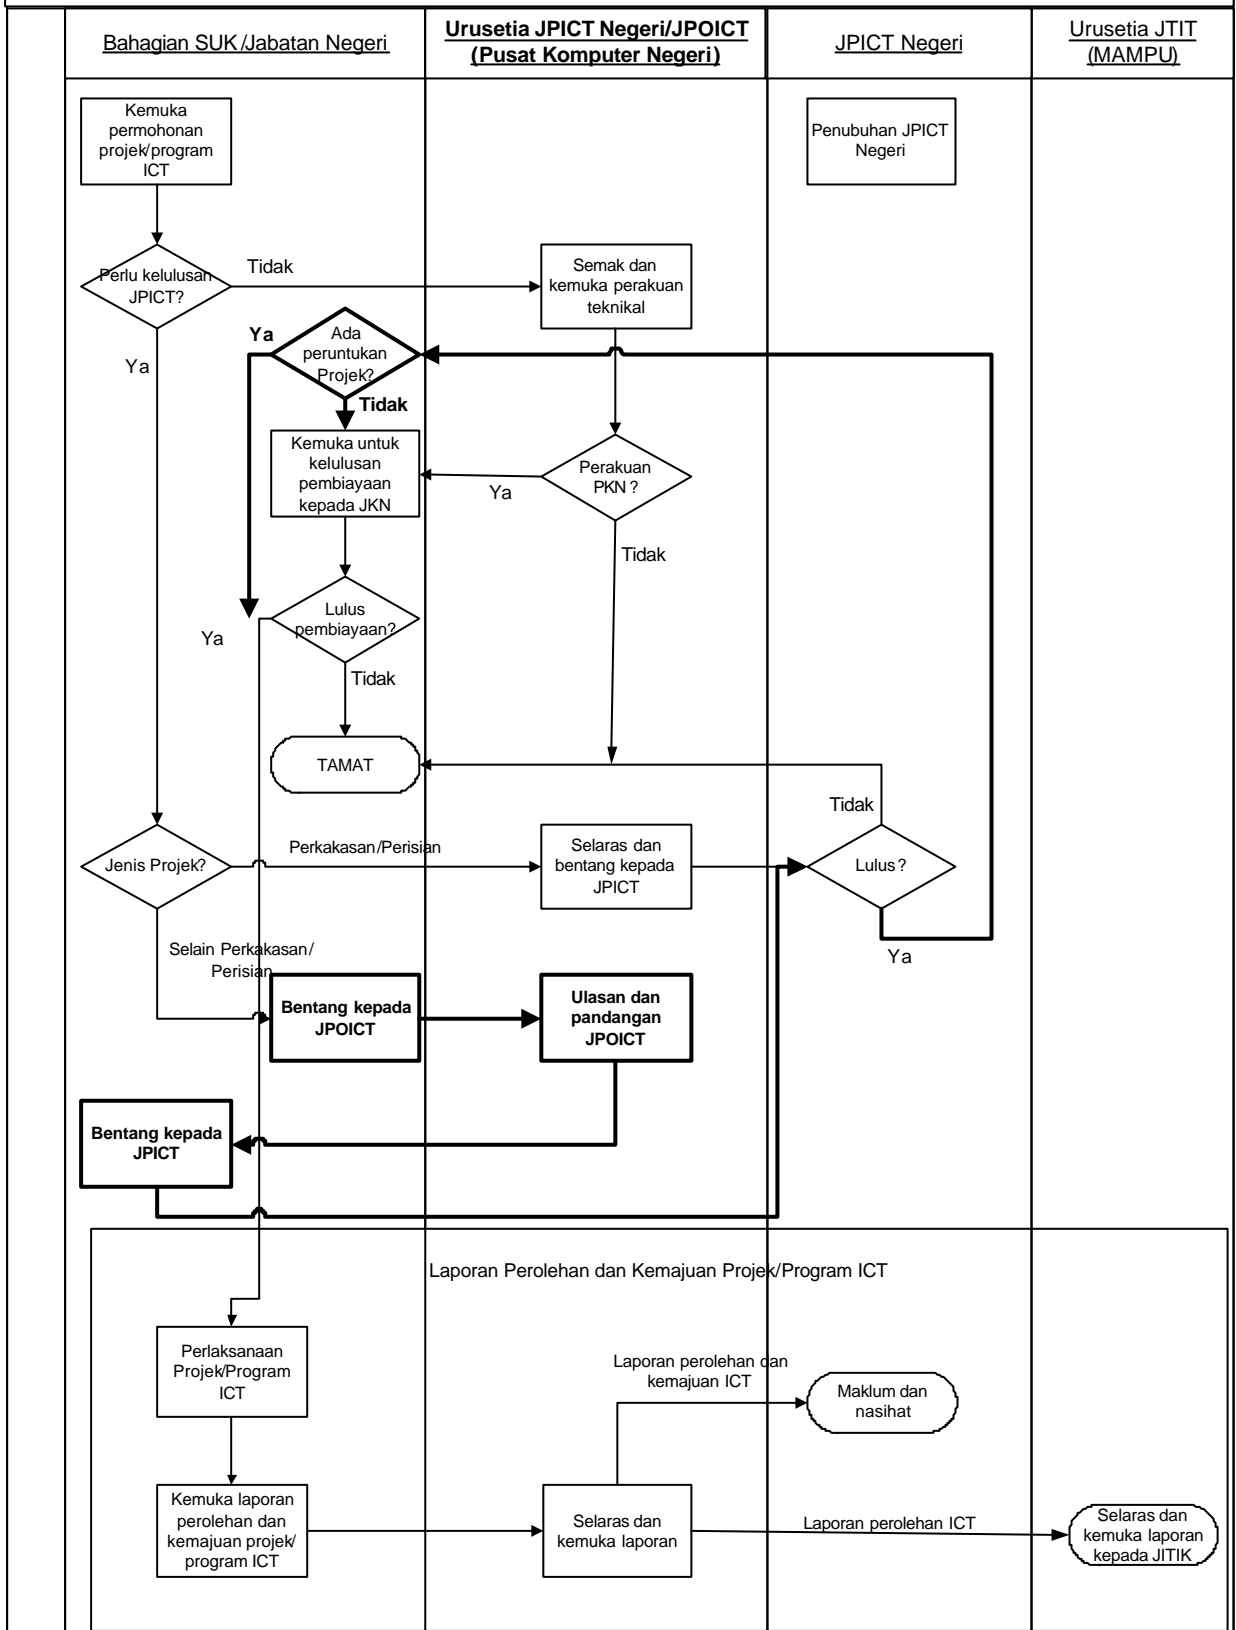 Bahagian SUK/Jabatan Negeri
Urusetia JPICT Negeri/JPOICT
(Pusat Komputer Negeri)
JPICT Negeri
Urusetia JTIT
(MAMPU)
Kemuka
permohonan
projek/program
ICT
Penubuhan JPICT
Negeri
Perlu kelulusan
JPICT?
Tidak
Semak dan
kemuka perakuan
teknikal
Ya
Ya
Ada
peruntukan
Projek?
Tidak
Kemuka untuk
kelulusan
pembiayaan
kepada JKN
Ya
Perakuan
PKN ?
Tidak
Ya
Lulus
pembiayaan?
Tidak
TAMAT
Tidak
Jenis Projek?
Perkakasan/Perisian
Selaras dan
bentang kepada
JPICT
Lulus ?
Ya
Selain Perkakasan/
Perisian
Bentang kepada
JPOICT
Ulasan dan
pandangan
JPOICT
Bentang kepada
JPICT
Laporan Perolehan dan Kemajuan Projek/Program ICT
Perlaksanaan
Projek/Program
ICT
Laporan perolehan dan
kemajuan ICT
Maklum dan
nasihat
Kemuka laporan
perolehan dan
kemajuan projek/
program ICT
Selaras dan
kemuka laporan
Laporan perolehan ICT
Selaras dan
kemuka laporan
kepada JITIK